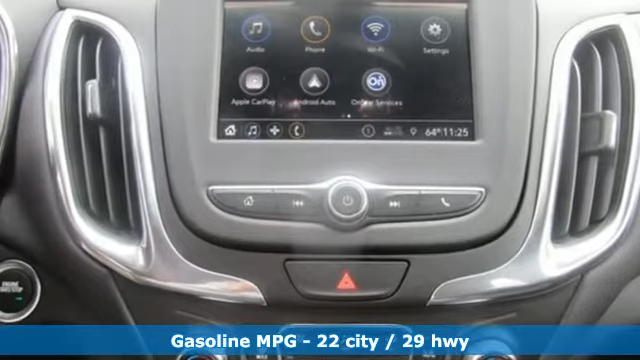 Audio Phone Wi-Fi Settings
Apple CarPlay Android Auto OnStar Services
64° 11:25
ENGINE
Gasoline MPG - 22 city / 29 hwy